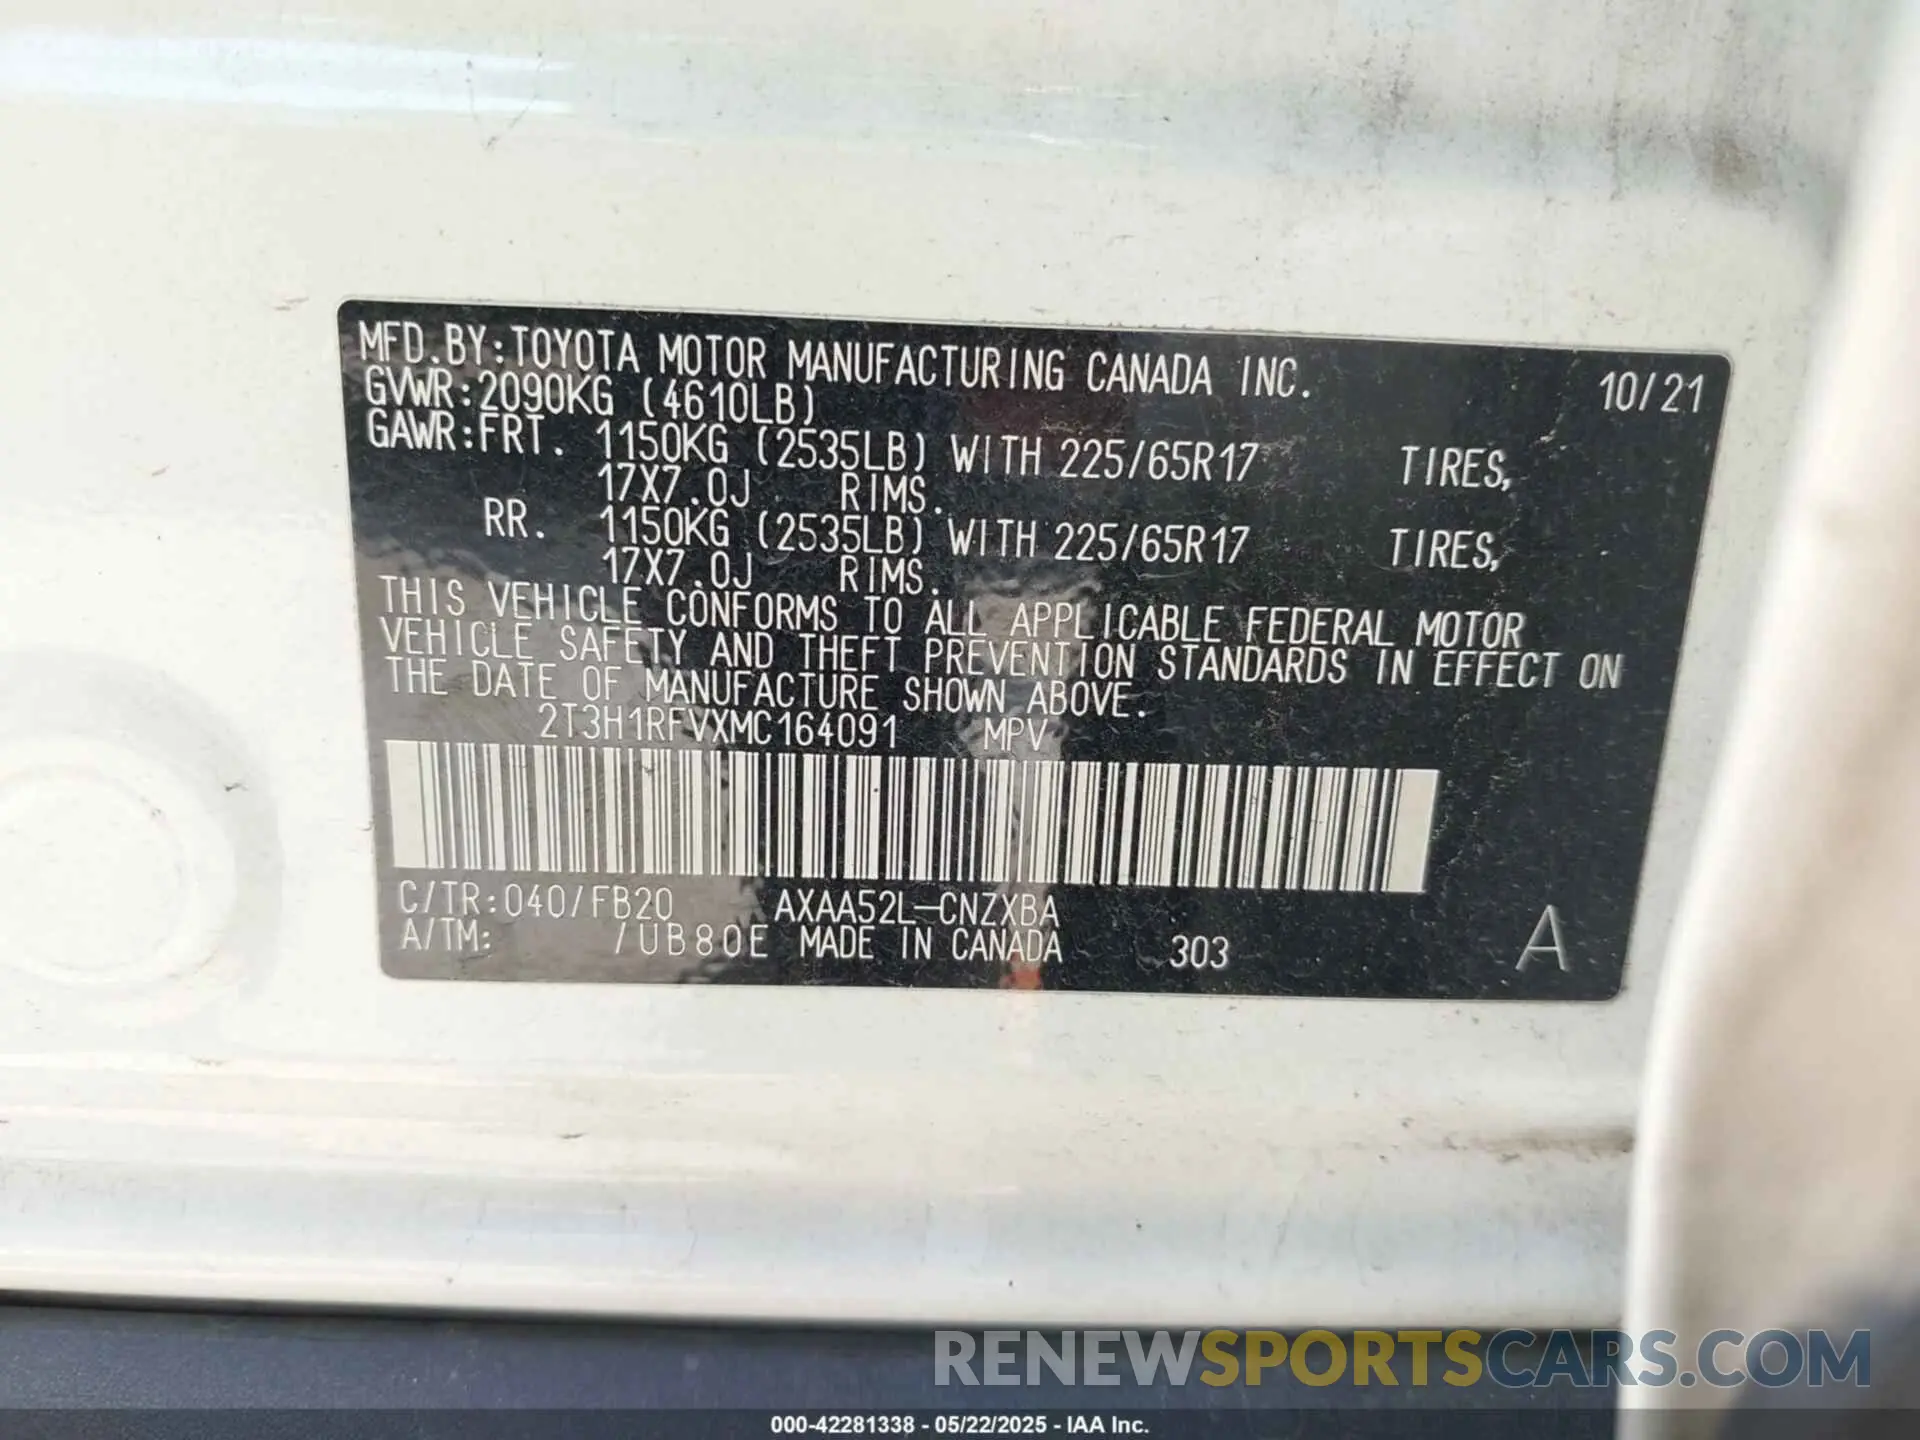 MFD.BY:TOYOTA MOTOR MANUFACTURING CANADA INC. 10/21
GVWR:2090KG (4610LB)
GAWR:FRT. 1150KG (2535LB) WITH 225/65R17 TIRES,
17X7.0J RIMS.
RR. 1150KG (2535LB) WITH 225/65R17 TIRES,
17X7.0J RIMS.
THIS VEHICLE CONFORMS TO ALL APPLICABLE FEDERAL MOTOR
VEHICLE SAFETY AND THEFT PREVENTION STANDARDS IN EFFECT ON
THE DATE OF MANUFACTURE SHOWN ABOVE.
2T3H1RFVXMC164091 MPV
C/TR:040/FB20 AXAA52L-CNZXBA
A/TM: /UB80E MADE IN CANADA 303 A
RENEWSPORTSCARS.COM
000-42281338 - 05/22/2025 - IAA Inc.